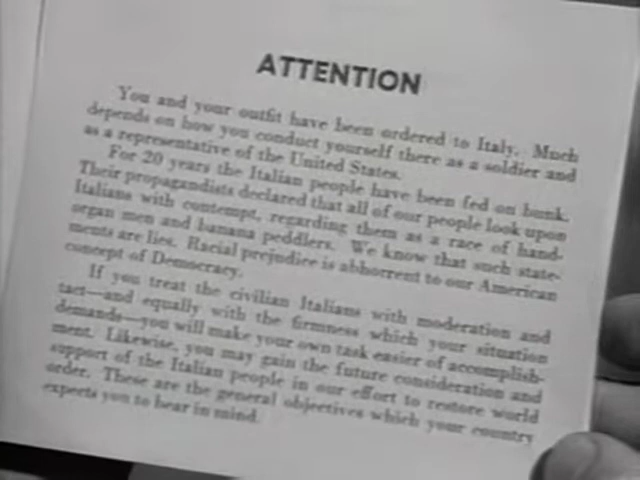 ATTENTION
You and your outfit have been ordered to Italy. Much
depends on how you conduct yourself there as a soldier and
as a representative of the United States.
For 20 years the Italian people have been fed on bunk.
Their propagandists declared that all of our people look upon
Italians with contempt, regarding them as a race of hand-
organ men and banana peddlers. We know that such state-
ments are lies. Racial prejudice is abhorrent to our American
concept of Democracy.
If you treat the civilian Italians with moderation and
tact—and equally with the firmness which your situation
demands—you will make your own task easier of accomplish-
ment. Likewise, you may gain the future consideration and
support of the Italian people in our effort to restore world
order. These are the general objectives which your country
expects you to bear in mind.